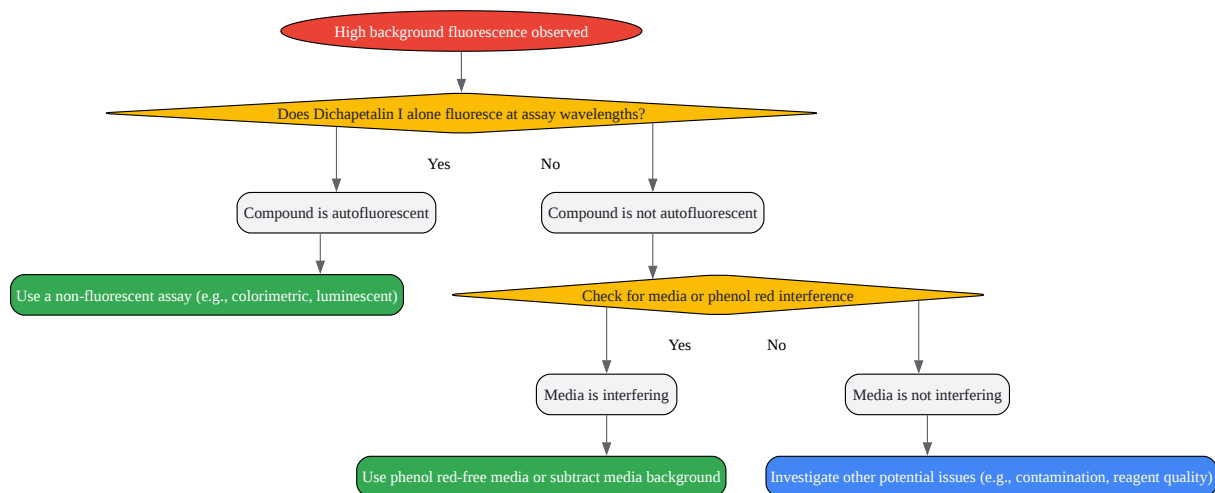 High background fluorescence observed
Does Dichapetalin I alone fluoresce at assay wavelengths?
Yes
No
Compound is autofluorescent
Compound is not autofluorescent
Use a non-fluorescent assay (e.g., colorimetric, luminescent)
Check for media or phenol red interference
Yes
No
Media is interfering
Media is not interfering
Use phenol red-free media or subtract media background
Investigate other potential issues (e.g., contamination, reagent quality)